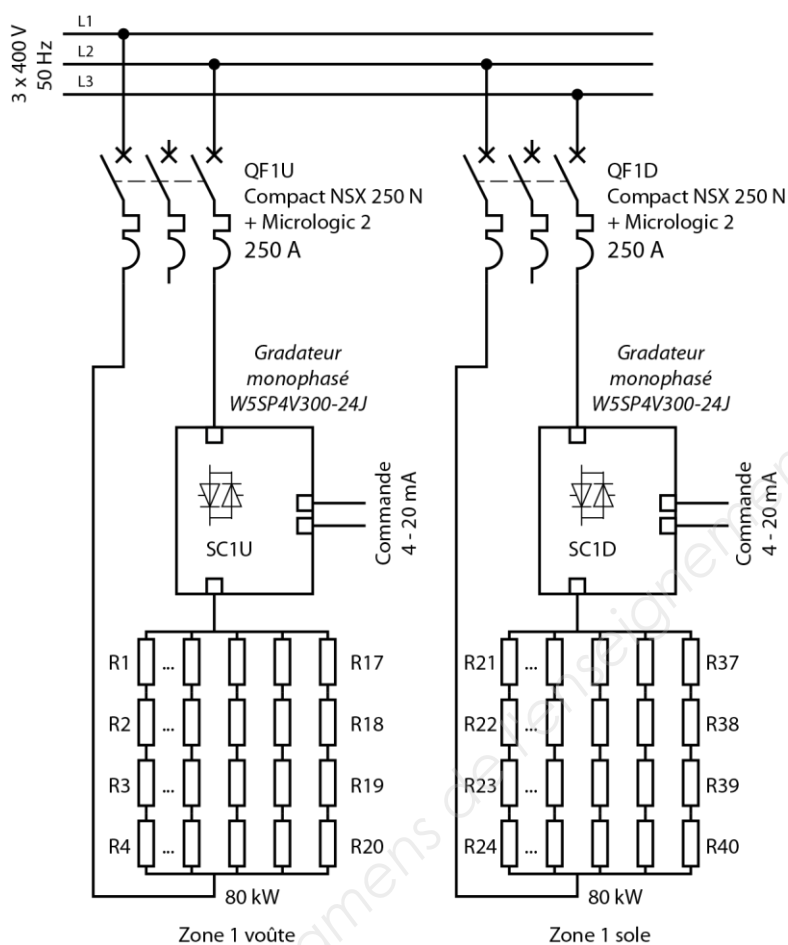 3 x 400 V
50 Hz
L1
L2
L3
QF1U
Compact NSX 250 N
+ Micrologic 2
250 A
QF1D
Compact NSX 250 N
+ Micrologic 2
250 A
Gradateur
monophasé
W5SP4V300-24J
Gradateur
monophasé
W5SP4V300-24J
SC1U
Commande
4 - 20 mA
SC1D
Commande
4 - 20 mA
R1 ... R17
R2 ... R18
R3 ... R19
R4 ... R20
80 kW
Zone 1 voûte
R21 ... R37
R22 ... R38
R23 ... R39
R24 ... R40
80 kW
Zone 1 sole
amens de l'enseignemen